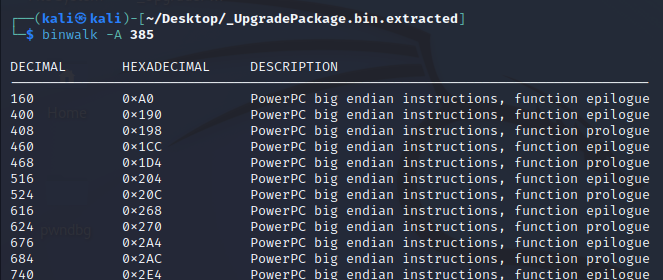 ┌──(kali㉿kali)-[~/Desktop/_UpgradePackage.bin.extracted]
└─$ binwalk -A 385
DECIMAL HEXADECIMAL DESCRIPTION
160 0×A0 PowerPC big endian instructions, function epilogue
400 0×190 PowerPC big endian instructions, function epilogue
408 0×198 PowerPC big endian instructions, function prologue
460 0×1CC PowerPC big endian instructions, function epilogue
468 0×1D4 PowerPC big endian instructions, function prologue
516 0×204 PowerPC big endian instructions, function epilogue
524 0×20C PowerPC big endian instructions, function prologue
616 0×268 PowerPC big endian instructions, function epilogue
624 0×270 PowerPC big endian instructions, function prologue
676 0×2A4 PowerPC big endian instructions, function epilogue
684 0×2AC PowerPC big endian instructions, function prologue
740 0×2E4 PowerPC big endian instructions, function epilogue
Home
pwndbg